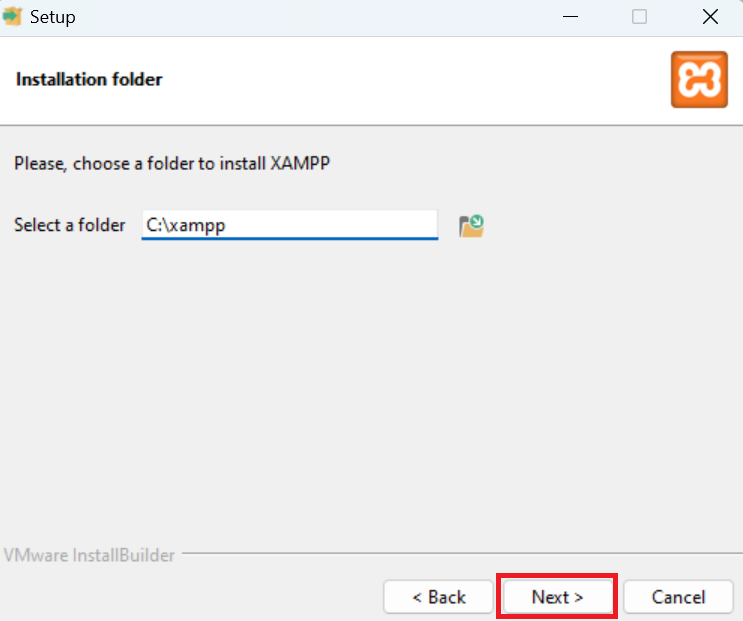 Setup
Installation folder
Please, choose a folder to install XAMPP
Select a folder C:\xampp
VMware InstallBuilder
< Back Next > Cancel